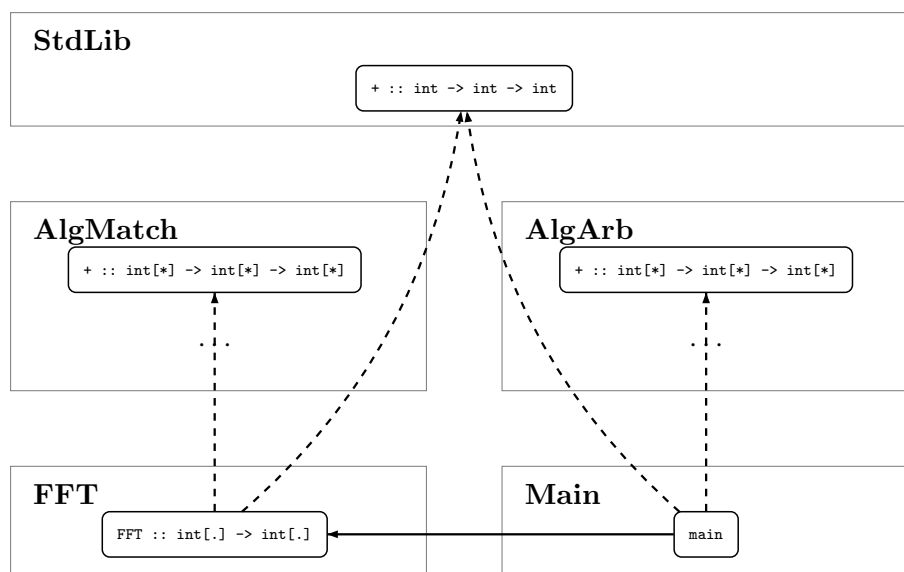 StdLib
+ :: int -> int -> int
AlgMatch
+ :: int[*] -> int[*] -> int[*]
...
AlgArb
+ :: int[*] -> int[*] -> int[*]
...
FFT
FFT :: int[.] -> int[.]
Main
main